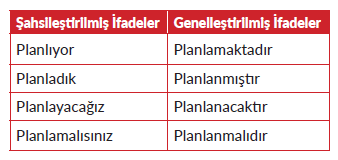 Şahsileştirilmiş İfadeler Genelleştirilmiş İfadeler
Planlıyor Planlamaktadır
Planladık Planlanmıştır
Planlayacağız Planlanacaktır
Planlamalısınız Planlanmalıdır